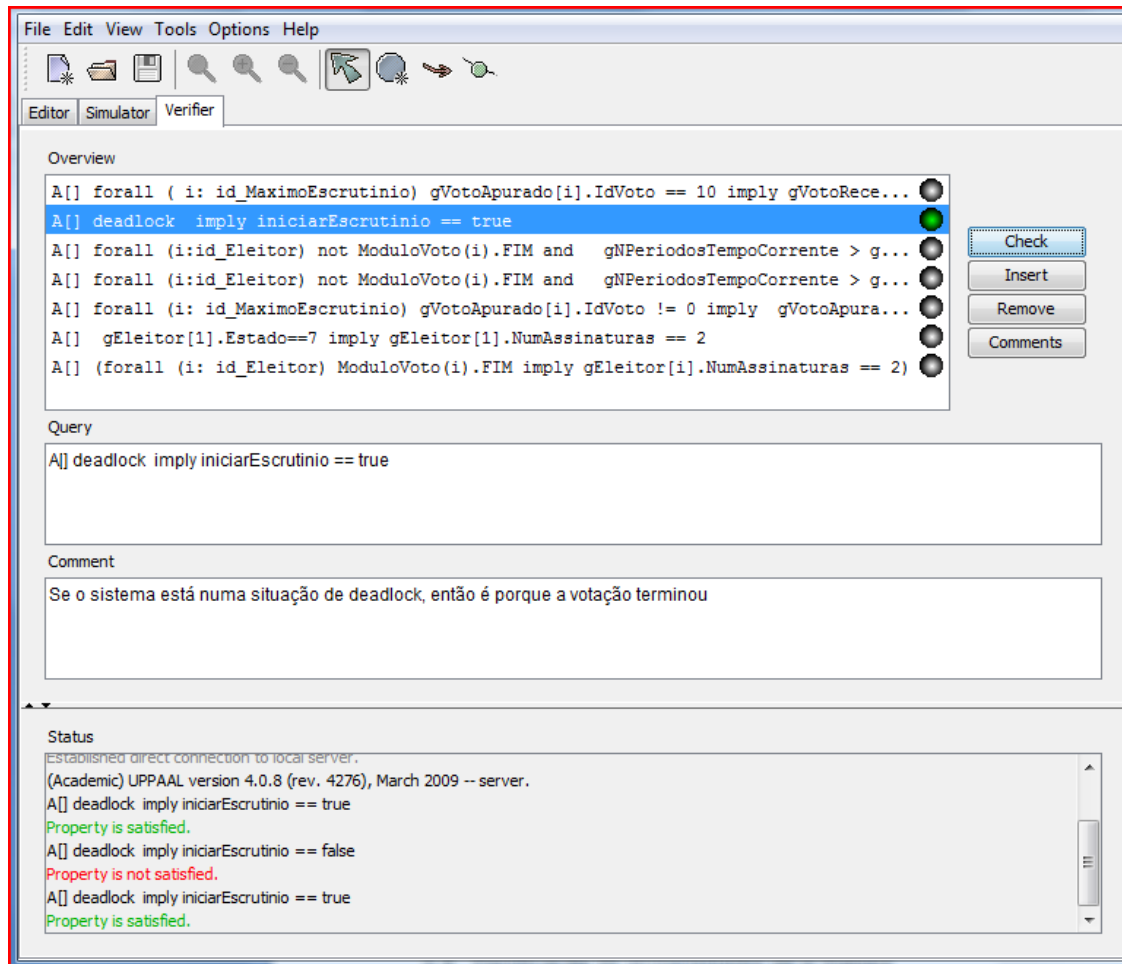 File Edit View Tools Options Help
Editor Simulator Verifier
Overview
A[] forall ( i: id_MaximoEscrutinio) gVotoApurado[i].IdVoto == 10 imply gVotoRece...
A[] deadlock  imply iniciarEscrutinio == true
A[] forall (i:id_Eleitor) not ModuloVoto(i).FIM and   gNPeriodosTempoCorrente > g...
A[] forall (i:id_Eleitor) not ModuloVoto(i).FIM and   gNPeriodosTempoCorrente > g...
A[] forall (i: id_MaximoEscrutinio) gVotoApurado[i].IdVoto != 0 imply  gVotoApura...
A[]  gEleitor[1].Estado==7 imply gEleitor[1].NumAssinaturas == 2
A[] (forall (i: id_Eleitor) ModuloVoto(i).FIM imply gEleitor[i].NumAssinaturas == 2)
Check
Insert
Remove
Comments
Query
A[] deadlock  imply iniciarEscrutinio == true
Comment
Se o sistema está numa situação de deadlock, então é porque a votação terminou
Status
Established direct connection to local server.
(Academic) UPPAAL version 4.0.8 (rev. 4276), March 2009 -- server.
A[] deadlock  imply iniciarEscrutinio == true
Property is satisfied.
A[] deadlock  imply iniciarEscrutinio == false
Property is not satisfied.
A[] deadlock  imply iniciarEscrutinio == true
Property is satisfied.